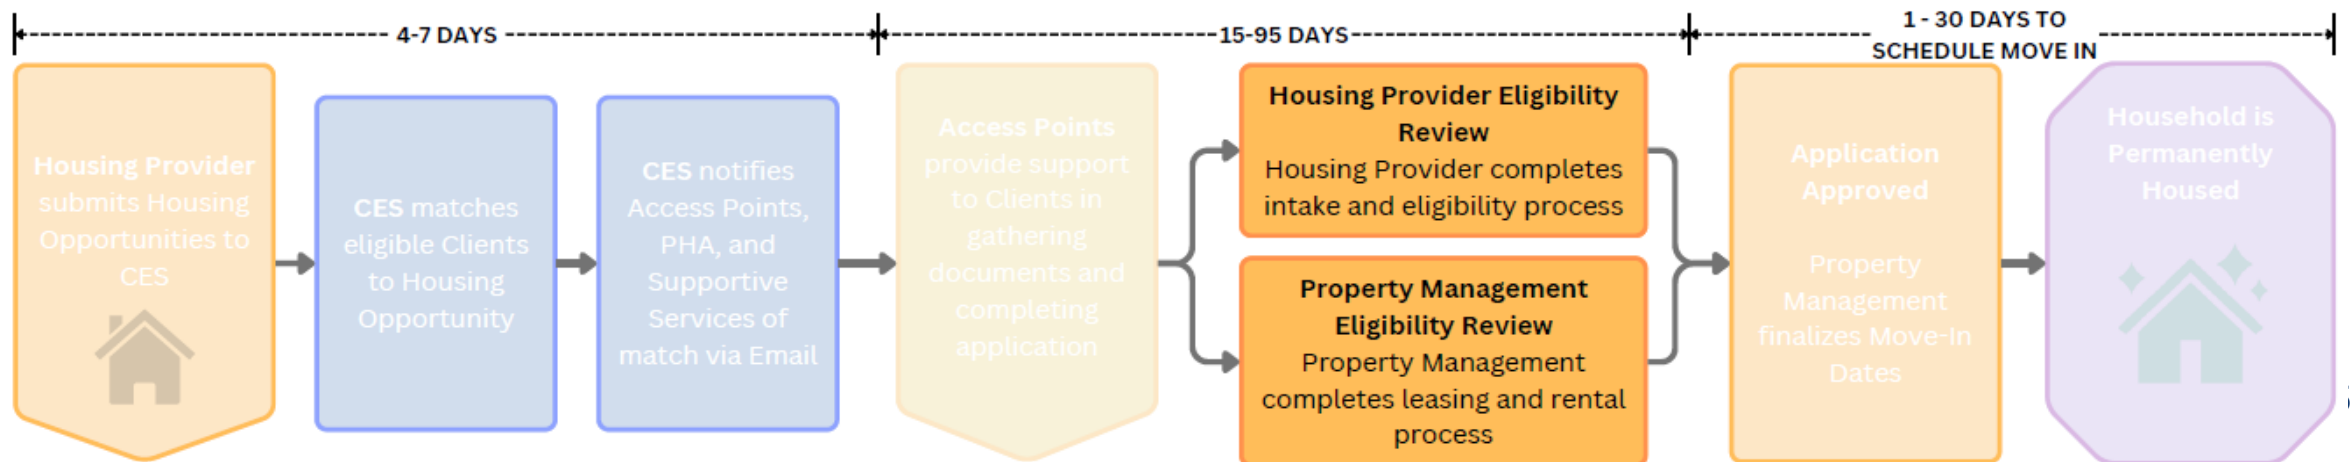 4-7 DAYS
15-95 DAYS
1 - 30 DAYS TO
SCHEDULE MOVE IN
Housing Provider
submits Housing
Opportunities to
CES
CES matches
eligible Clients
to Housing
Opportunity
CES notifies
Access Points,
PHA, and
Supportive
Services of
match via Email
Access Points
provide support
to Clients in
gathering
documents and
completing
application
Housing Provider Eligibility
Review
Housing Provider completes
intake and eligibility process
Property Management
Eligibility Review
Property Management
completes leasing and rental
process
Application
Approved
Property
Management
finalizes Move-In
Dates
Household is
Permanently
Housed